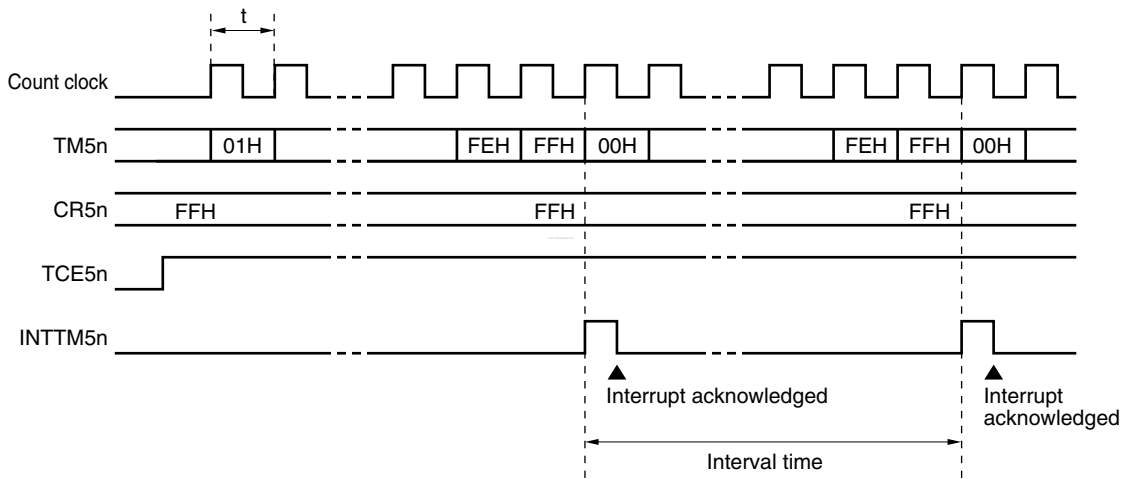 t
Count clock
TM5n 01H FEH FFH 00H FEH FFH 00H
CR5n FFH FFH FFH
TCE5n
INTTM5n
Interrupt acknowledged
Interrupt
acknowledged
Interval time